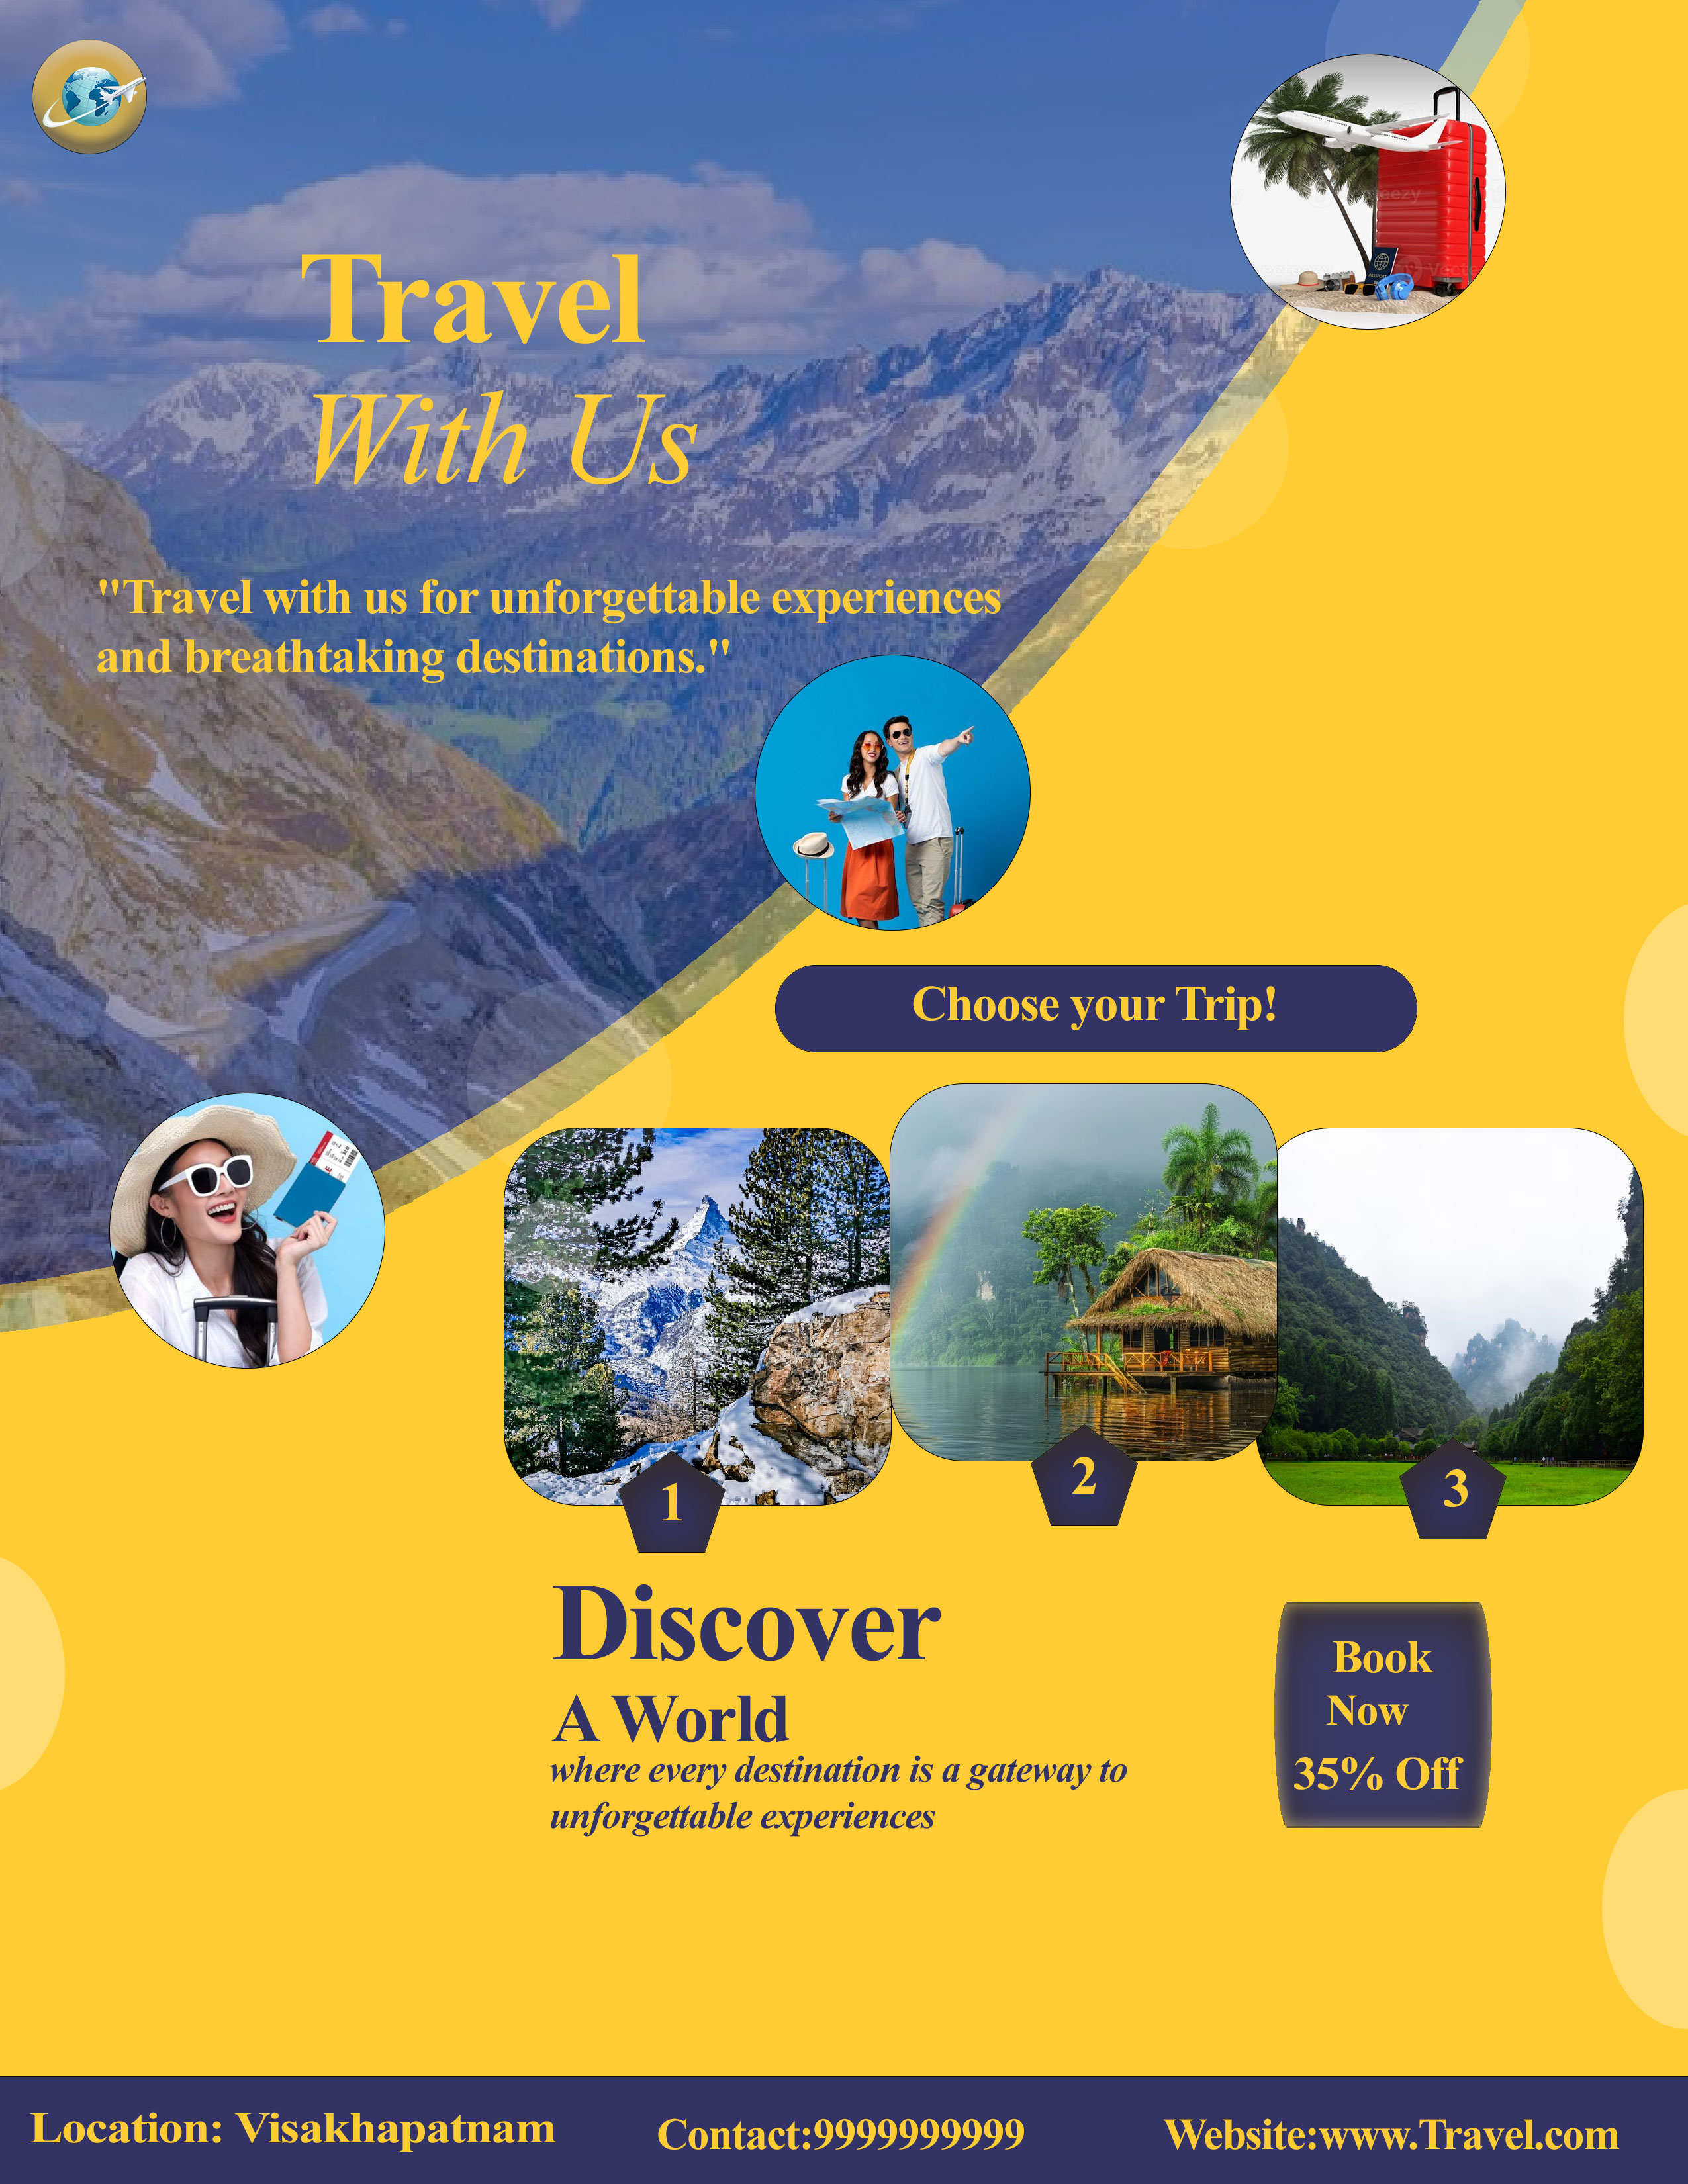 Travel
With Us
"Travel with us for unforgettable experiences
and breathtaking destinations."
Choose your Trip!
1
2
3
Discover
A World
where every destination is a gateway to
unforgettable experiences
Book
Now
35% Off
Location: Visakhapatnam
Contact:9999999999
Website:www.Travel.com